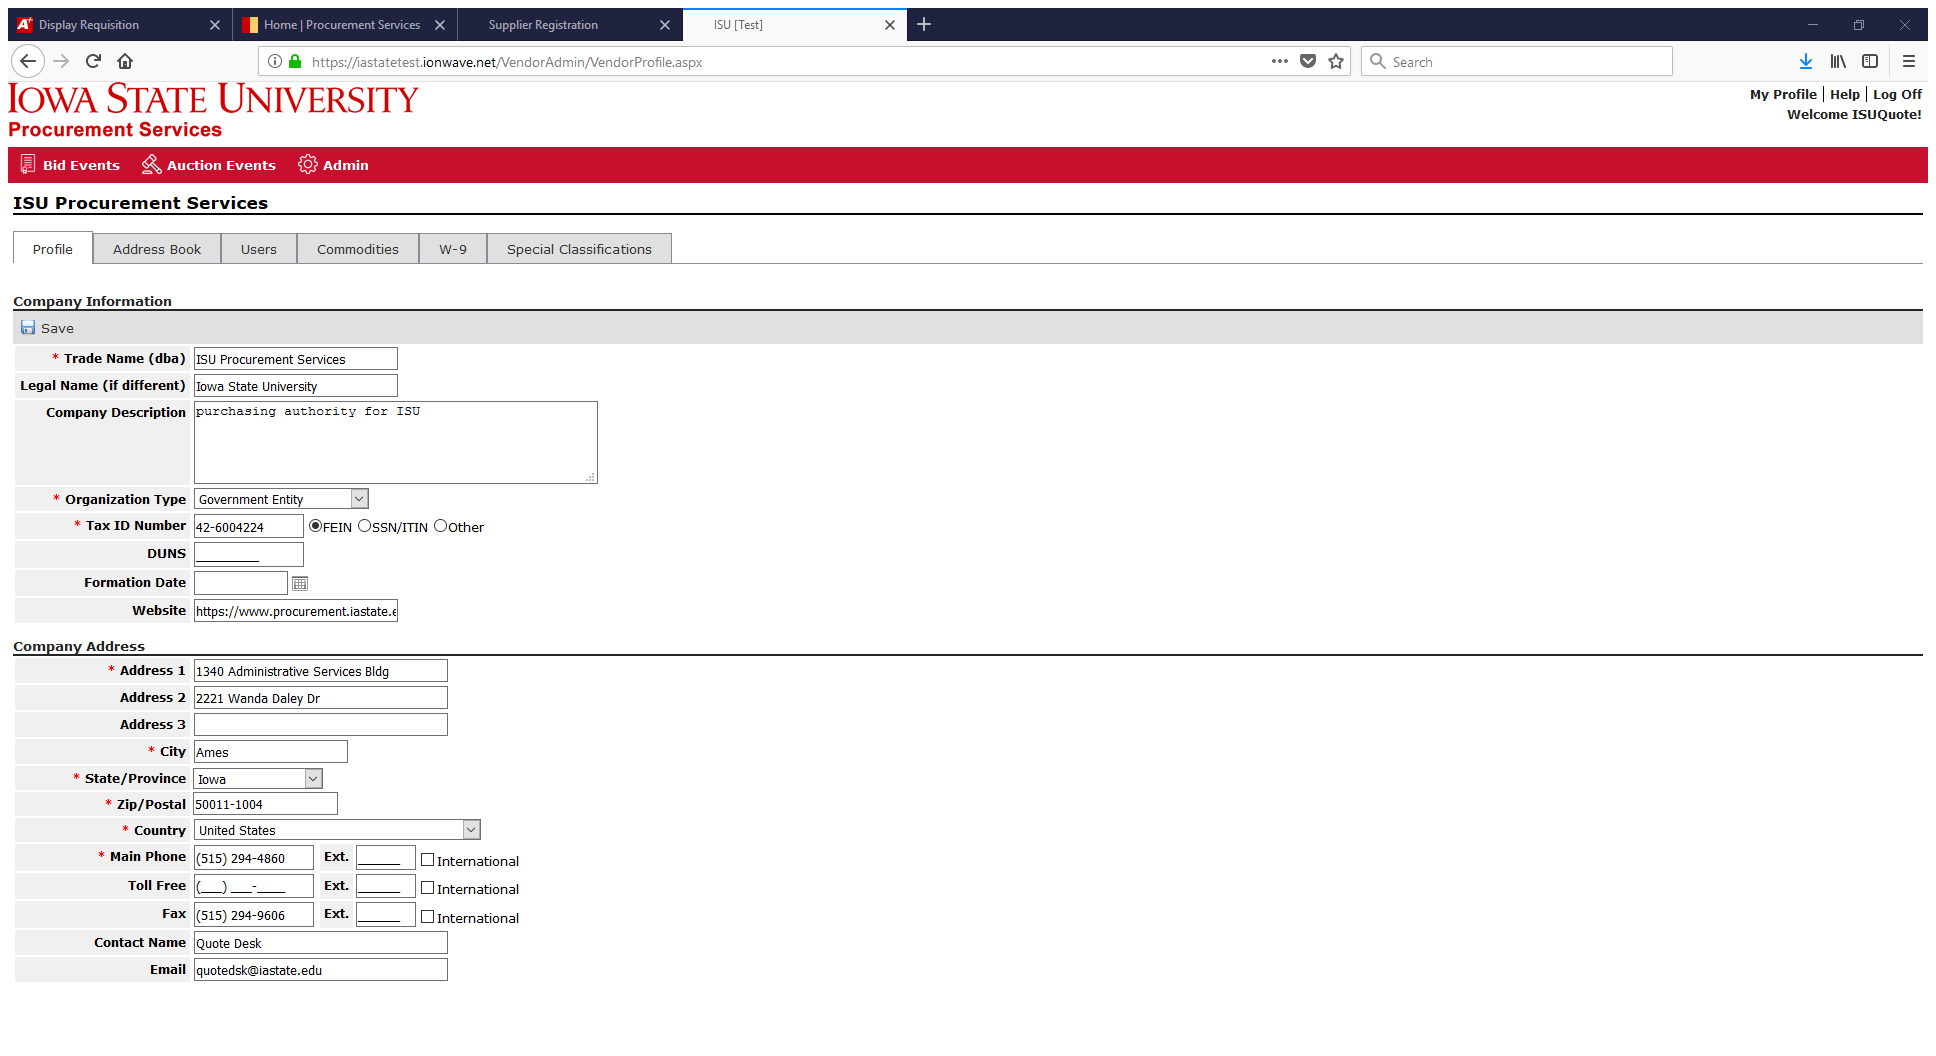 Display Requisition
Home | Procurement Services
Supplier Registration
ISU [Test]
https://iastatetest.ionwave.net/VendorAdmin/VendorProfile.aspx
Search
IOWA STATE UNIVERSITY
Procurement Services
My Profile | Help | Log Off
Welcome ISUQuote!
Bid Events Auction Events Admin
ISU Procurement Services
Profile Address Book Users Commodities W-9 Special Classifications
Company Information
Save
* Trade Name (dba) ISU Procurement Services
Legal Name (if different) Iowa State University
Company Description purchasing authority for ISU
* Organization Type Government Entity
* Tax ID Number 42-6004224 FEIN SSN/ITIN Other
DUNS _________
Formation Date
Website https://www.procurement.iastate.e
Company Address
* Address 1 1340 Administrative Services Bldg
Address 2 2221 Wanda Daley Dr
Address 3
* City Ames
* State/Province Iowa
* Zip/Postal 50011-1004
* Country United States
* Main Phone (515) 294-4860 Ext. ______ International
Toll Free (___) ___-____ Ext. ______ International
Fax (515) 294-9606 Ext. ______ International
Contact Name Quote Desk
Email quotedsk@iastate.edu